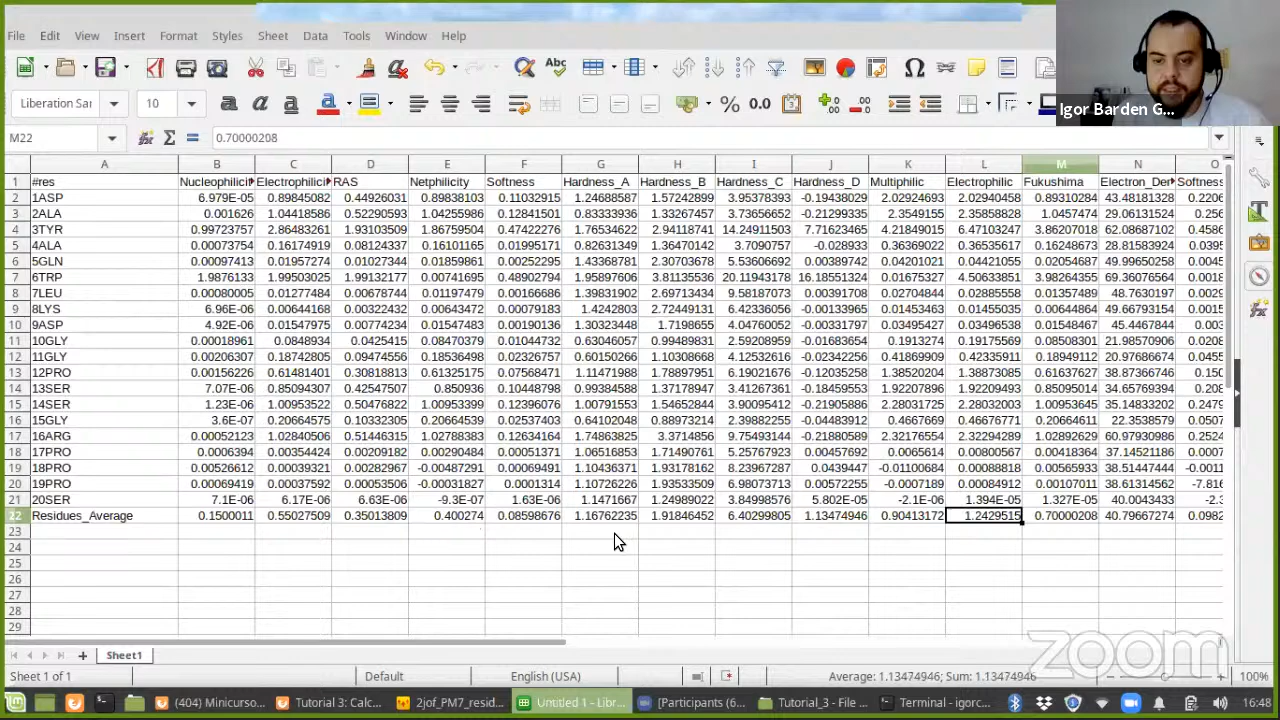 File Edit View Insert Format Styles Sheet Data Tools Window Help
Igor Barden G...
Liberation Sar 10
M22 0.70000208
A B C D E F G H I J K L M N O
1 #res Nucleophilici Electrophilici RAS Netphilicity Softness Hardness_A Hardness_B Hardness_C Hardness_D Multiphilic Electrophilic Fukushima Electron_Der Softness
2 1ASP 6.979E-05 0.89845082 0.44926031 0.89838103 0.11032915 1.24688587 1.57242899 3.95378393 -0.19438029 2.02924693 2.02940458 0.89310284 43.48181328 0.2206
3 2ALA 0.001626 1.04418586 0.52290593 1.04255986 0.12841501 0.83333936 1.33267457 3.73656652 -0.21299335 2.3549155 2.35858828 1.0457474 29.06131524 0.256
4 3TYR 0.99723757 2.86483261 1.93103509 1.86759504 0.47422276 1.76534622 2.94118741 14.24911503 7.71623465 4.21849015 6.47103247 3.86207018 62.08687102 0.4586
5 4ALA 0.00073754 0.16174919 0.08124337 0.16101165 0.01995171 0.82631349 1.36470142 3.7090757 -0.028933 0.36369022 0.36535617 0.16248673 28.81583924 0.0395
6 5GLN 0.00097413 0.01957274 0.01027344 0.01859861 0.00252295 1.43368781 2.30703678 5.53606692 0.00389742 0.04201021 0.04421055 0.02054687 49.99650258 0.0045
7 6TRP 1.9876133 1.99503025 1.99132177 0.00741695 0.48902794 1.95897606 3.81135558 20.11943178 16.18551324 0.01675327 4.50633851 3.98264355 69.36076564 0.0018
8 7LEU 0.00080005 0.01277484 0.00678744 0.01197479 0.00166686 1.39831902 2.69713434 9.58187073 0.00391708 0.02704844 0.02885558 0.01357489 48.7630197 0.0029
9 8LYS 6.96E-06 0.00644168 0.00322432 0.00643472 0.00079183 1.4242803 2.72449131 6.42336056 -0.00133965 0.01453463 0.01455035 0.00644864 49.66793154 0.0015
10 9ASP 4.92E-06 0.01547975 0.00774234 0.01547483 0.00190136 1.30323448 1.7198655 4.04760052 -0.00331797 0.03495427 0.03496538 0.01548467 45.4467844 0.003
11 10GLY 0.00018961 0.0848934 0.0425415 0.08470379 0.01044732 0.63046057 0.99489831 2.59208959 -0.01683654 0.1913274 0.19175569 0.08508301 21.98570906 0.0208
12 11GLY 0.00206307 0.18742805 0.09474556 0.18536498 0.02326757 0.60150266 1.10308668 4.12532616 -0.02342256 0.41869909 0.42335911 0.18949112 20.97686674 0.0455
13 12PRO 0.00156226 0.61481401 0.30818813 0.61325175 0.07568471 1.11471988 1.78897951 6.19021676 -0.12035258 1.38520204 1.38873085 0.61637627 38.87366746 0.150
14 13SER 7.07E-06 0.85094307 0.42547507 0.850936 0.10448798 0.99384588 1.37178947 3.41267361 -0.18459553 1.92207896 1.92209493 0.85095014 34.65769394 0.208
15 14SER 1.23E-06 1.00953522 0.50476822 1.00953399 0.12396076 1.00791553 1.54652844 3.90095412 -0.21905886 2.28031725 2.28032003 1.00953645 35.14833202 0.2479
16 15GLY 3.6E-07 0.20664575 0.10332305 0.20664539 0.02537403 0.64102048 0.88973214 2.39882255 -0.04483912 0.4667669 0.46676771 0.20664611 22.3538579 0.0507
17 16ARG 0.00052123 1.02840506 0.51446315 1.02788383 0.12634164 1.74863825 3.3714856 9.75493144 -0.21880589 2.32176554 2.32294289 1.02892629 60.97930986 0.2524
18 17PRO 0.0006394 0.00354424 0.00209182 0.00290484 0.00051371 1.06516853 1.71490761 5.25767923 0.00457692 0.0065614 0.00800567 0.00418364 37.14521186 0.0007
19 18PRO 0.00526612 0.00039321 0.00282967 -0.00487291 0.00069491 1.10436371 1.93178162 8.23967287 0.0439447 -0.01100684 0.00088818 0.00565933 38.51447444 -0.0011
20 19PRO 0.00069419 0.00037592 0.00053506 -0.00031827 0.0001314 1.10726226 1.93533509 6.98073713 0.00572255 -0.0007189 0.00084912 0.00107011 38.61314562 -7.816
21 20SER 7.1E-06 6.17E-06 6.63E-06 -9.3E-07 1.63E-06 1.1471667 1.24989022 3.84998576 5.802E-05 -2.1E-06 1.394E-05 1.327E-05 40.0043433 -2.3
22 Residues_Average 0.1500011 0.55027509 0.35013809 0.400274 0.08598676 1.16762235 1.91846452 6.40299805 1.13474946 0.90413172 1.2429515 0.70000208 40.79667274 0.0982
23
24
25
26
27
28
29
Sheet1
zoom
Sheet 1 of 1 Default English (USA) Average: 1.13474946; Sum: 1.13474946 100%
(404) Minicurso... Tutorial 3: Calc... 2jof_PM7_resid... Untitled 1 - Libr... [Participants (6... Tutorial_3 - File ... Terminal - igorc... 16:48